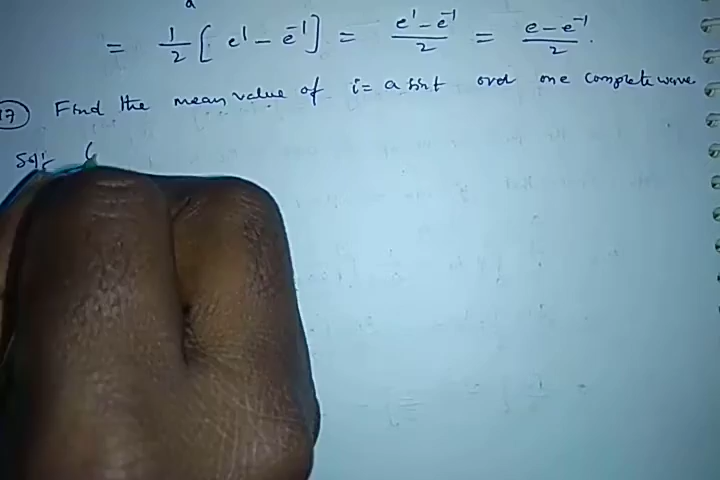 a
= 1/2 [ e¹ - e⁻¹ ] = (e¹ - e⁻¹)/2 = (e - e⁻¹)/2 .
17 Find the mean value of i = a sint over one complete wave
Sol: (